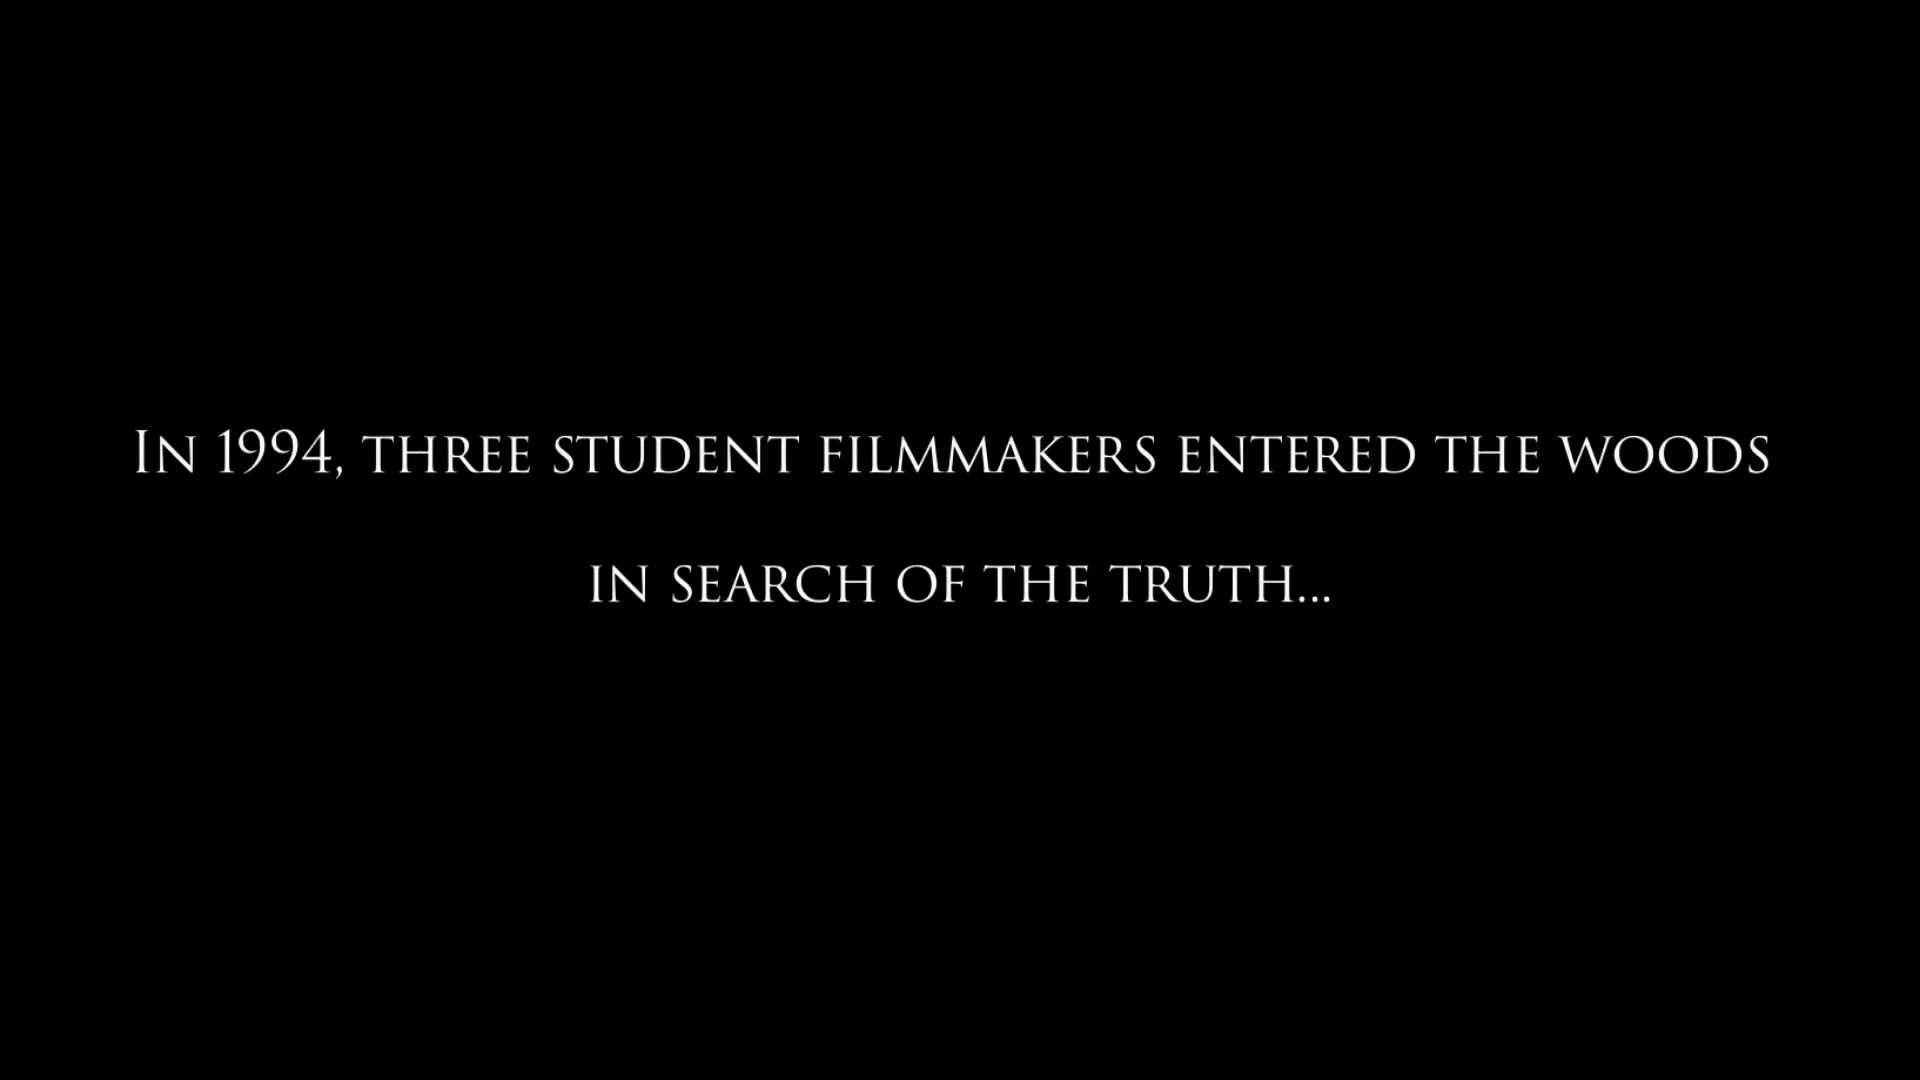 In 1994, three student filmmakers entered the woods
in search of the truth...